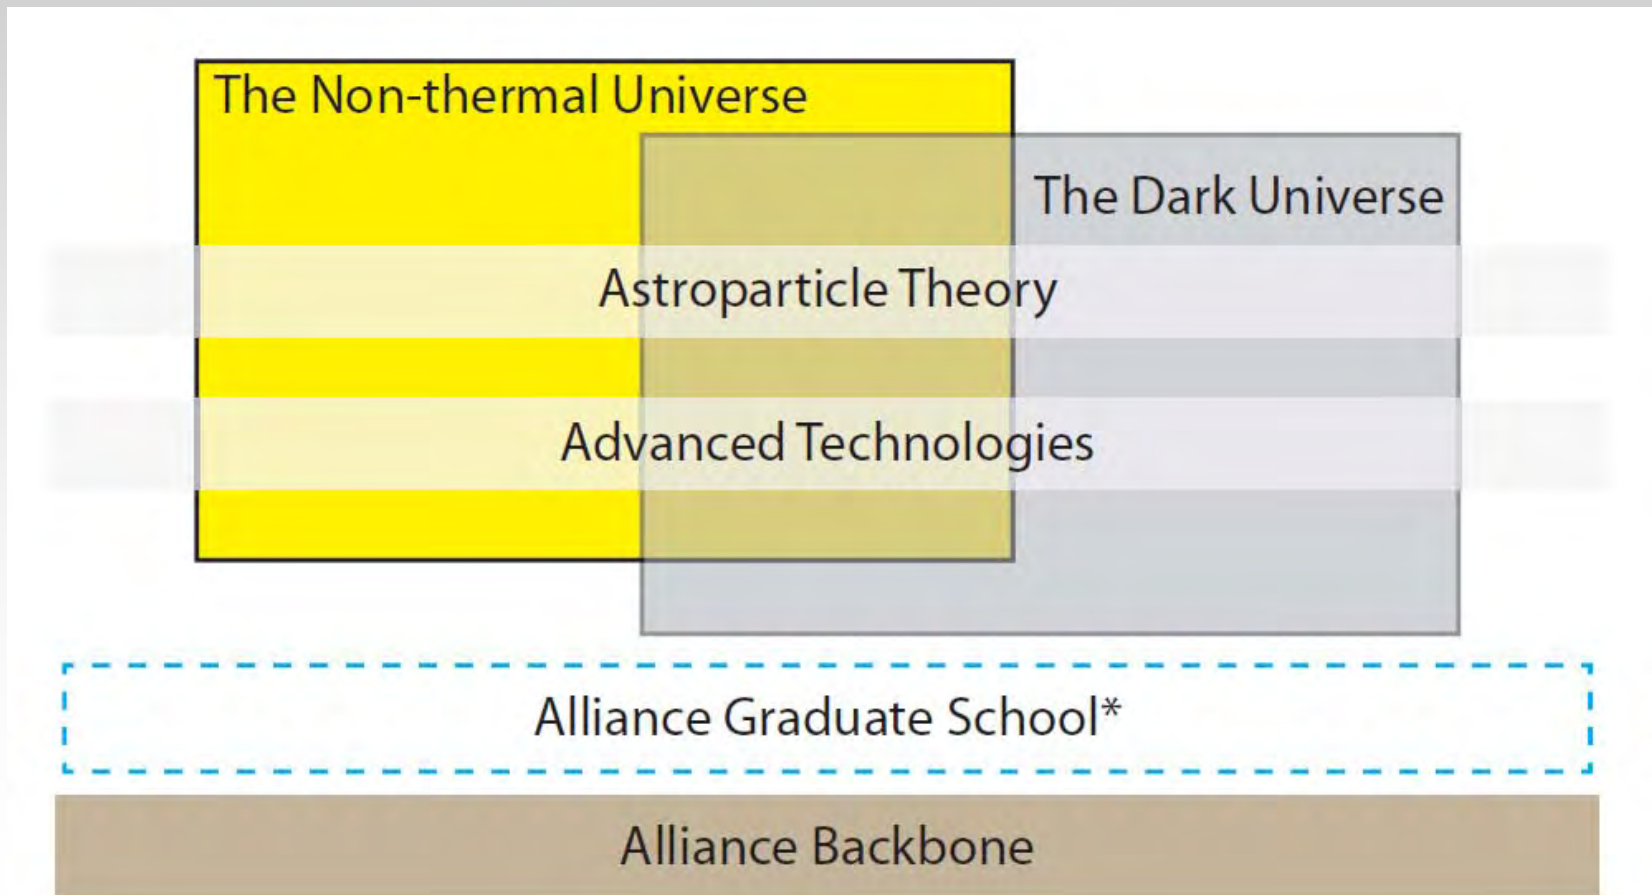 The Non-thermal Universe
The Dark Universe
Astroparticle Theory
Advanced Technologies
Alliance Graduate School*
Alliance Backbone